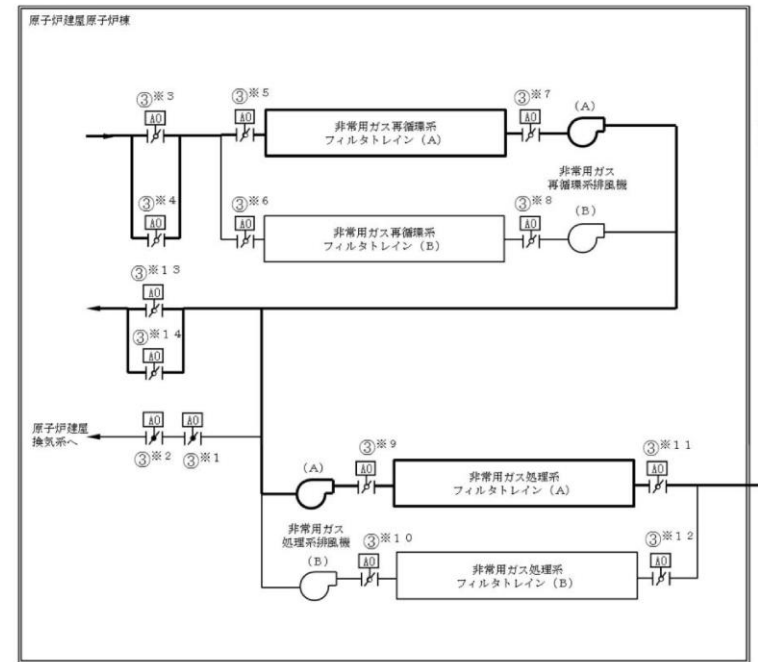 原子炉建屋原子炉棟
③※3
AO
③※5
AO
非常用ガス再循環系
フィルタトレイン（A）
③※7
AO
（A）
非常用ガス
再循環系排風機
③※4
AO
③※6
AO
非常用ガス再循環系
フィルタトレイン（B）
③※8
AO
（B）
③※13
AO
③※14
AO
原子炉建屋
換気系へ
AO
③※2
AO
③※1
（A）
③※9
AO
非常用ガス処理系
フィルタトレイン（A）
③※11
AO
非常用ガス
処理系排風機
（B）
③※10
AO
非常用ガス処理系
フィルタトレイン（B）
③※12
AO